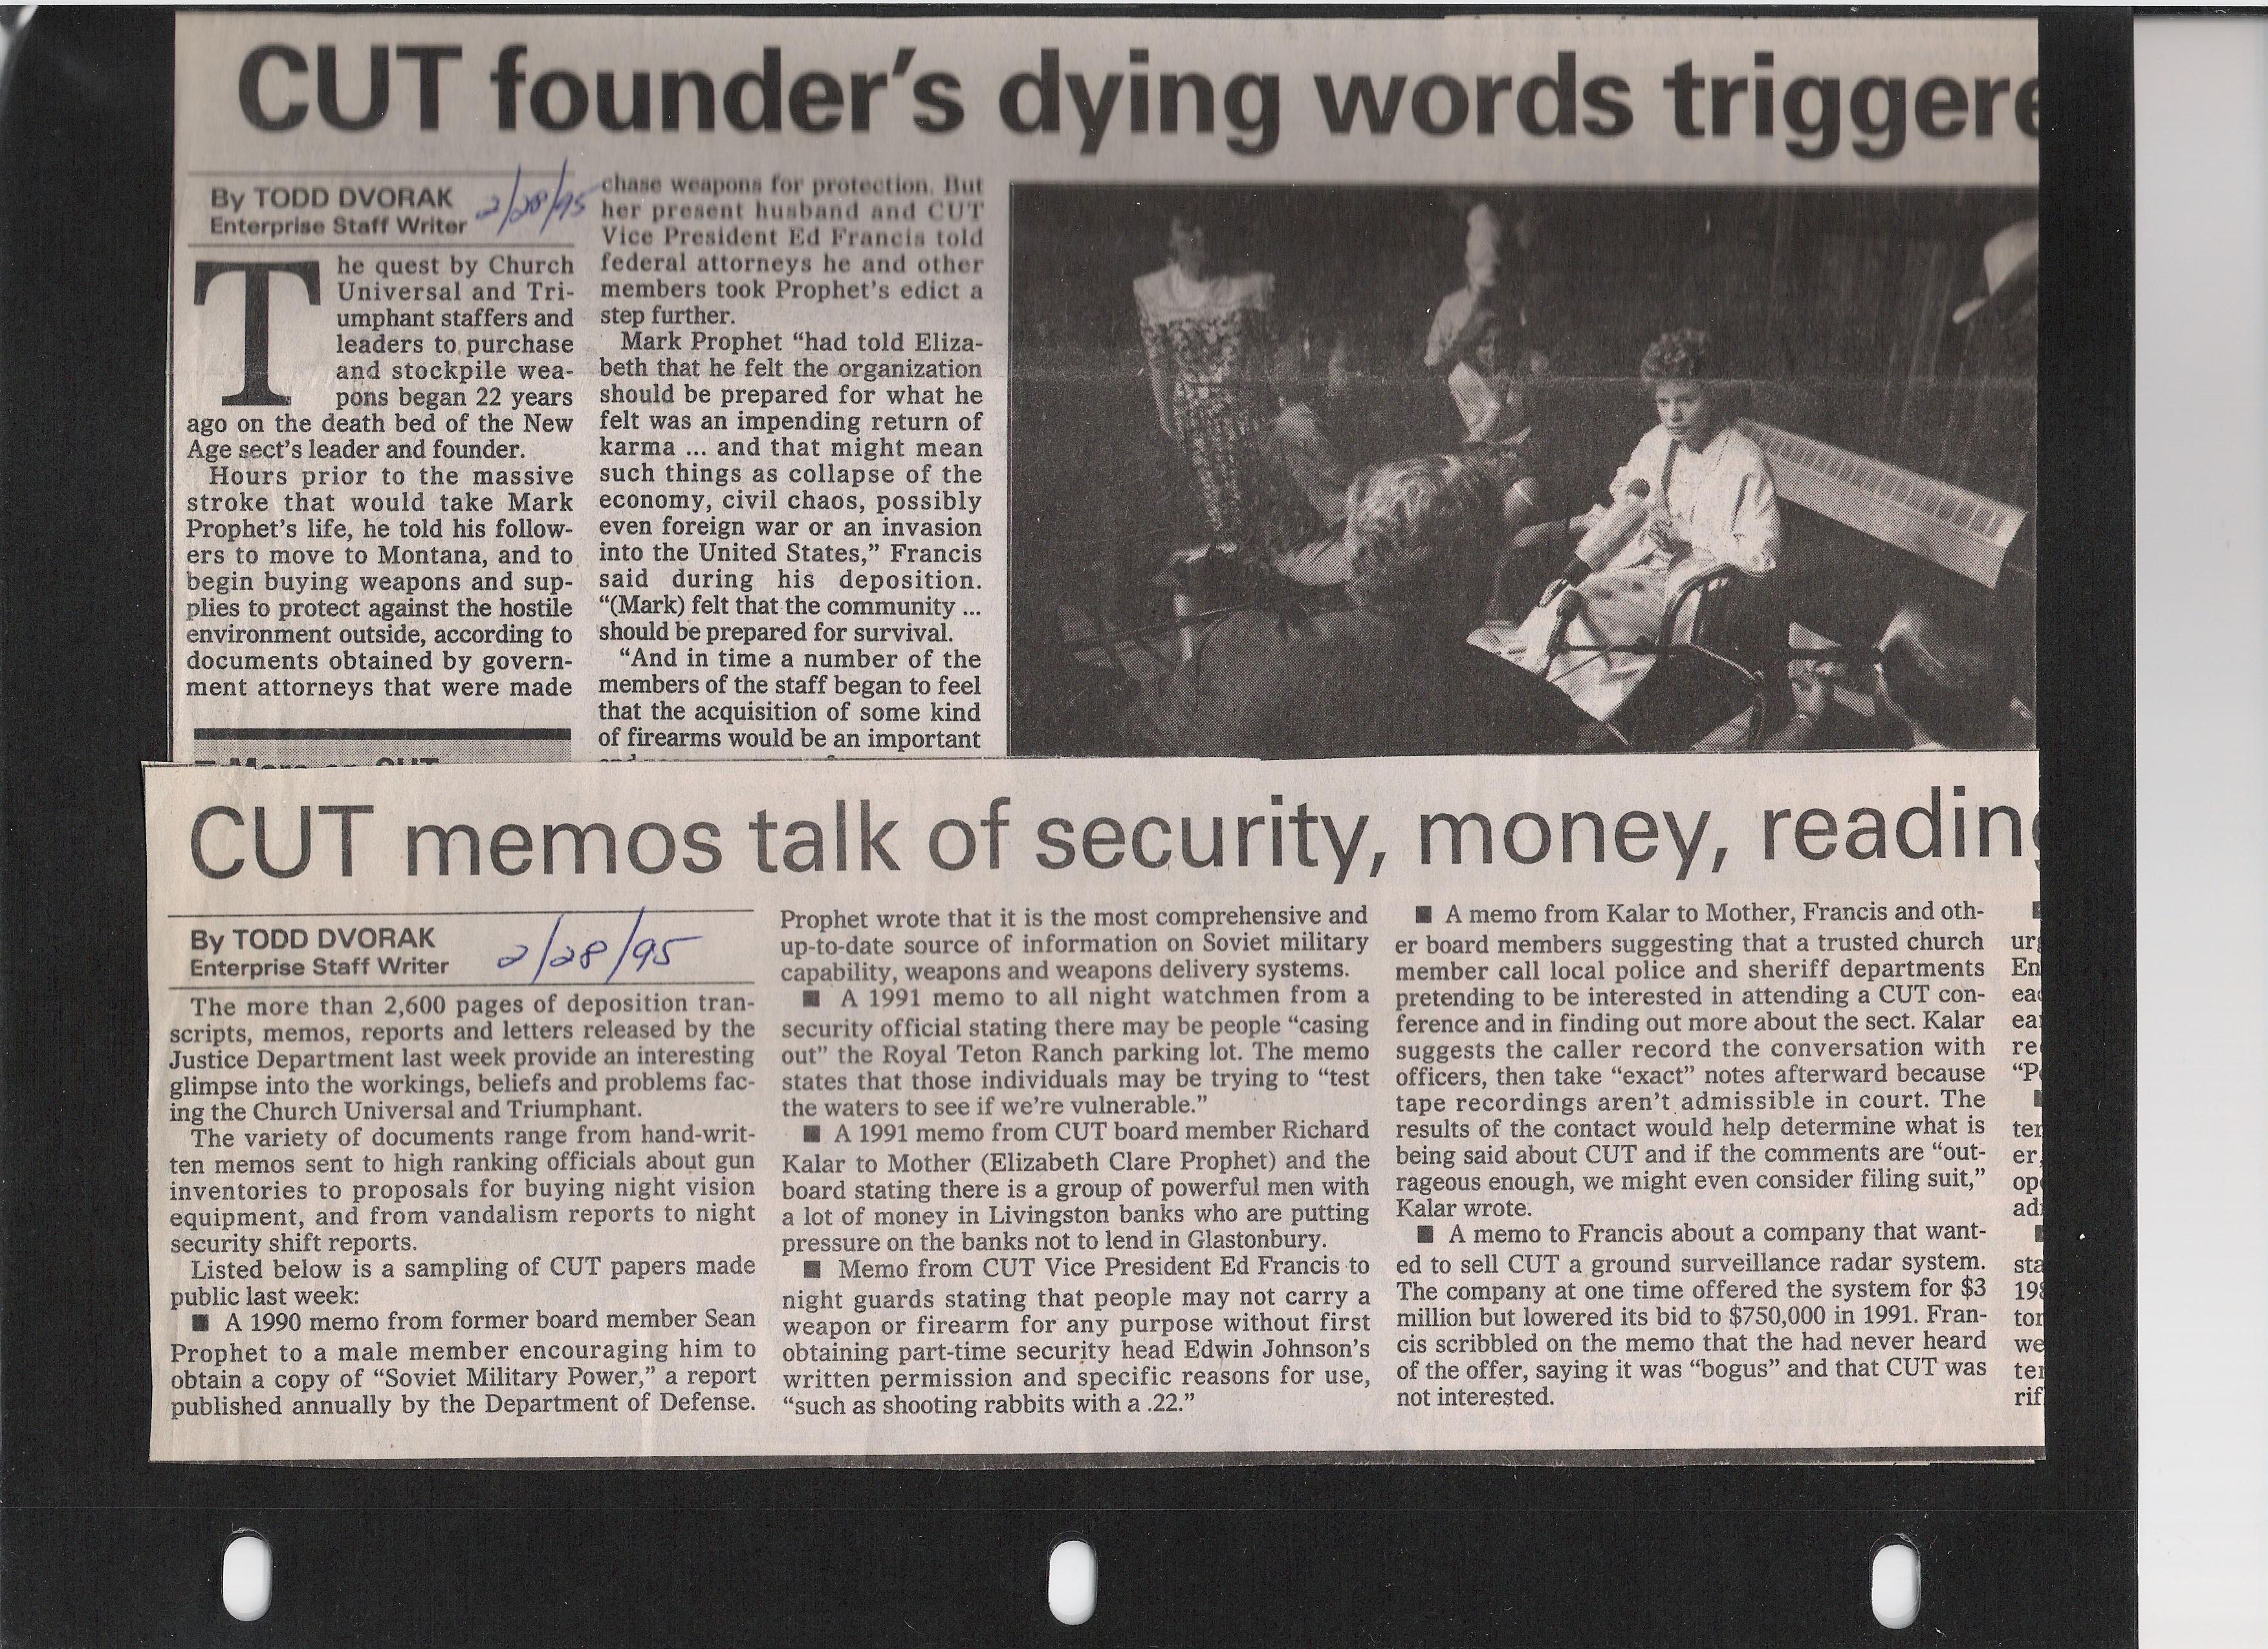 CUT founder's dying words triggere
By TODD DVORAK
Enterprise Staff Writer
2/28/95
The quest by Church
Universal and Tri-
umphant staffers and
leaders to purchase
and stockpile wea-
pons began 22 years
ago on the death bed of the New
Age sect's leader and founder.
Hours prior to the massive
stroke that would take Mark
Prophet's life, he told his follow-
ers to move to Montana, and to
begin buying weapons and sup-
plies to protect against the hostile
environment outside, according to
documents obtained by govern-
ment attorneys that were made
■ More on CUT
chase weapons for protection. But
her present husband and CUT
Vice President Ed Francis told
federal attorneys he and other
members took Prophet's edict a
step further.
Mark Prophet “had told Eliza-
beth that he felt the organization
should be prepared for what he
felt was an impending return of
karma ... and that might mean
such things as collapse of the
economy, civil chaos, possibly
even foreign war or an invasion
into the United States,” Francis
said during his deposition.
“(Mark) felt that the community ...
should be prepared for survival.
“And in time a number of the
members of the staff began to feel
that the acquisition of some kind
of firearms would be an important
CUT memos talk of security, money, reading
By TODD DVORAK
Enterprise Staff Writer
2/28/95
The more than 2,600 pages of deposition tran-
scripts, memos, reports and letters released by the
Justice Department last week provide an interesting
glimpse into the workings, beliefs and problems fac-
ing the Church Universal and Triumphant.
The variety of documents range from hand-writ-
ten memos sent to high ranking officials about gun
inventories to proposals for buying night vision
equipment, and from vandalism reports to night
security shift reports.
Listed below is a sampling of CUT papers made
public last week:
■ A 1990 memo from former board member Sean
Prophet to a male member encouraging him to
obtain a copy of “Soviet Military Power,” a report
published annually by the Department of Defense.
Prophet wrote that it is the most comprehensive and
up-to-date source of information on Soviet military
capability, weapons and weapons delivery systems.
■ A 1991 memo to all night watchmen from a
security official stating there may be people “casing
out” the Royal Teton Ranch parking lot. The memo
states that those individuals may be trying to “test
the waters to see if we're vulnerable.”
■ A 1991 memo from CUT board member Richard
Kalar to Mother (Elizabeth Clare Prophet) and the
board stating there is a group of powerful men with
a lot of money in Livingston banks who are putting
pressure on the banks not to lend in Glastonbury.
■ Memo from CUT Vice President Ed Francis to
night guards stating that people may not carry a
weapon or firearm for any purpose without first
obtaining part-time security head Edwin Johnson's
written permission and specific reasons for use,
“such as shooting rabbits with a .22.”
■ A memo from Kalar to Mother, Francis and oth-
er board members suggesting that a trusted church
member call local police and sheriff departments
pretending to be interested in attending a CUT con-
ference and in finding out more about the sect. Kalar
suggests the caller record the conversation with
officers, then take “exact” notes afterward because
tape recordings aren't admissible in court. The
results of the contact would help determine what is
being said about CUT and if the comments are “out-
rageous enough, we might even consider filing suit,”
Kalar wrote.
■ A memo to Francis about a company that want-
ed to sell CUT a ground surveillance radar system.
The company at one time offered the system for $3
million but lowered its bid to $750,000 in 1991. Fran-
cis scribbled on the memo that the had never heard
of the offer, saying it was “bogus” and that CUT was
not interested.